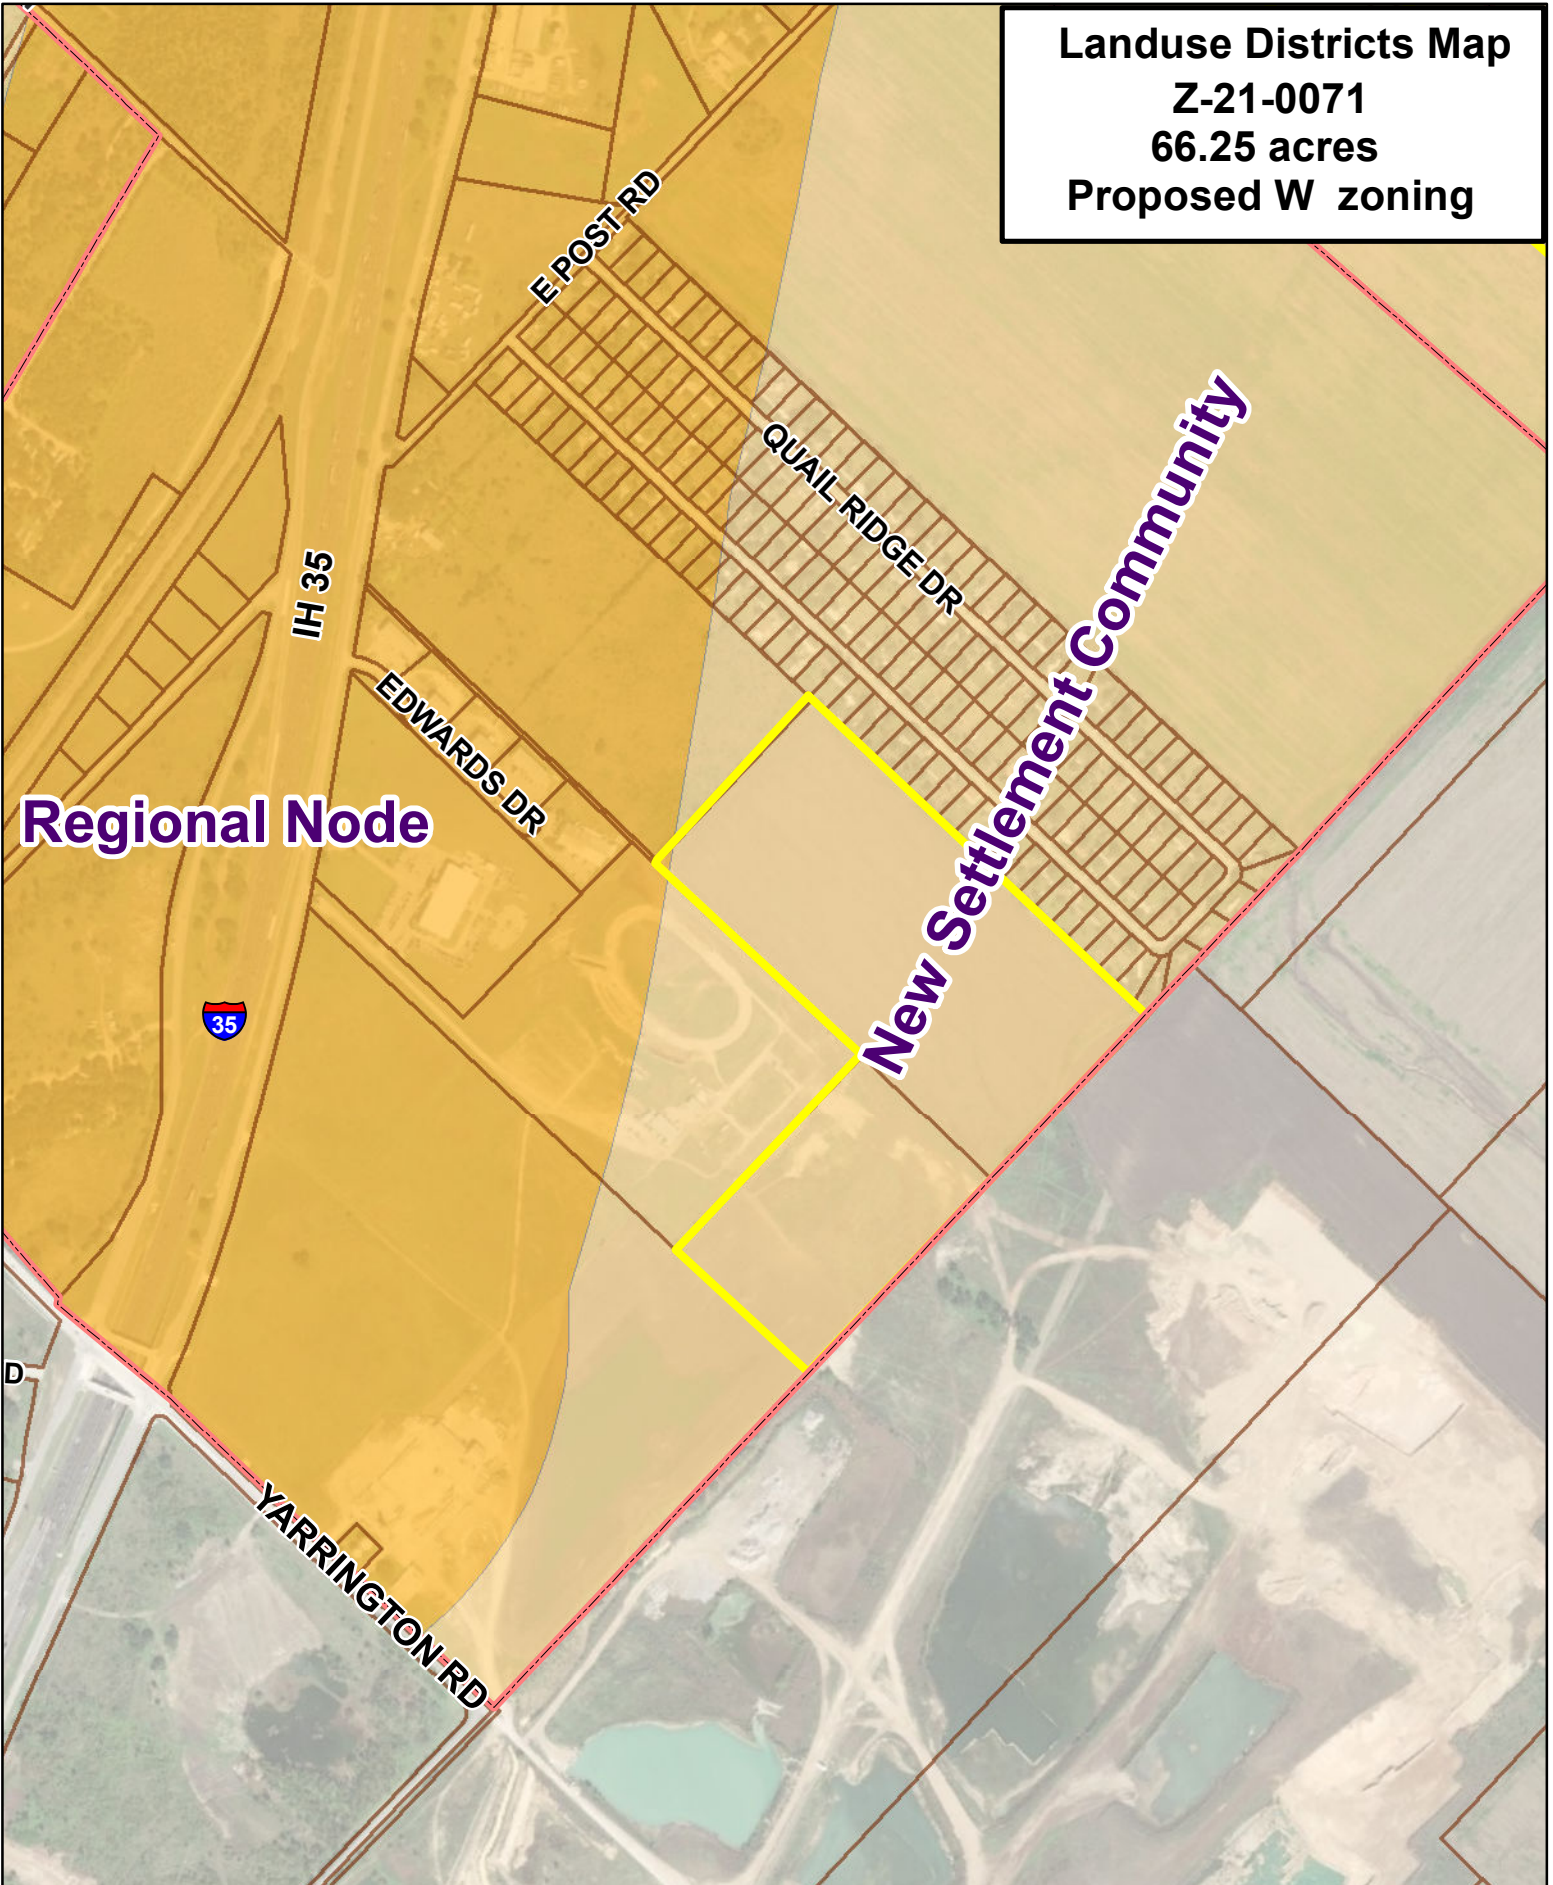 Landuse Districts Map
Z-21-0071
66.25 acres
Proposed W zoning
E POST RD
QUAIL RIDGE DR
New Settlement Community
IH 35
EDWARDS DR
Regional Node
35
D
YARRINGTON RD